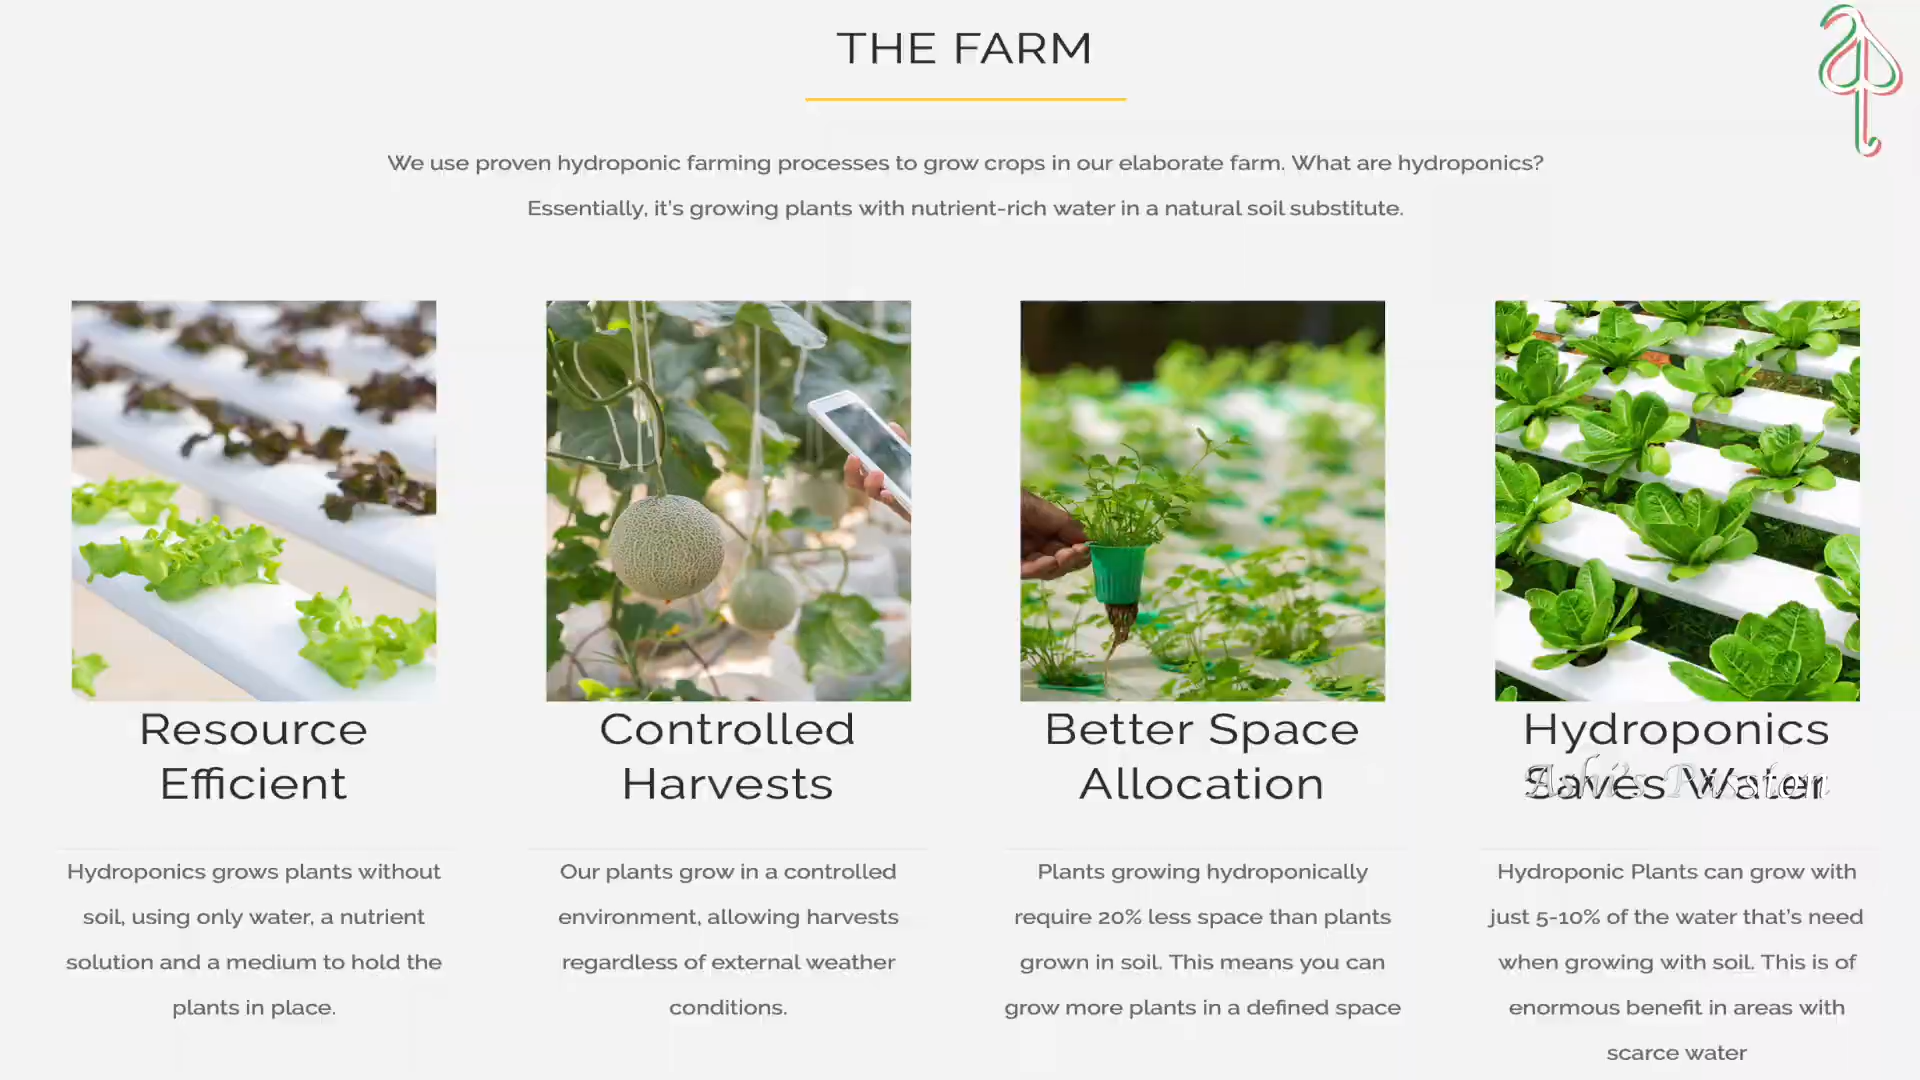 THE FARM
We use proven hydroponic farming processes to grow crops in our elaborate farm. What are hydroponics?
Essentially, it's growing plants with nutrient-rich water in a natural soil substitute.
Resource
Efficient
Hydroponics grows plants without
soil, using only water, a nutrient
solution and a medium to hold the
plants in place.
Controlled
Harvests
Our plants grow in a controlled
environment, allowing harvests
regardless of external weather
conditions.
Better Space
Allocation
Plants growing hydroponically
require 20% less space than plants
grown in soil. This means you can
grow more plants in a defined space
Hydroponics
Saves Water
Ashi's Passion
Hydroponic Plants can grow with
just 5-10% of the water that's need
when growing with soil. This is of
enormous benefit in areas with
scarce water